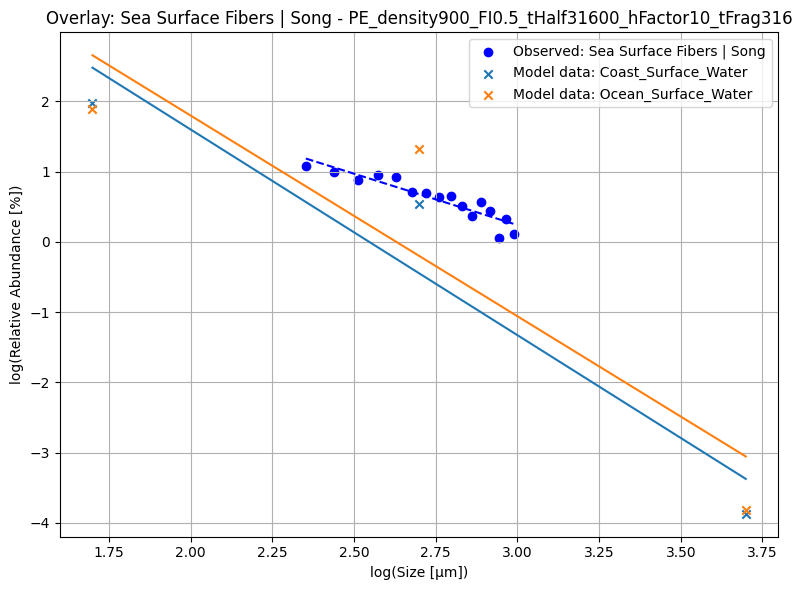 Overlay: Sea Surface Fibers | Song - PE_density900_FI0.5_tHalf31600_hFactor10_tFrag316
Observed: Sea Surface Fibers | Song
Model data: Coast_Surface_Water
Model data: Ocean_Surface_Water
log(Relative Abundance [%])
2
1
0
−1
−2
−3
−4
1.75 2.00 2.25 2.50 2.75 3.00 3.25 3.50 3.75
log(Size [μm])